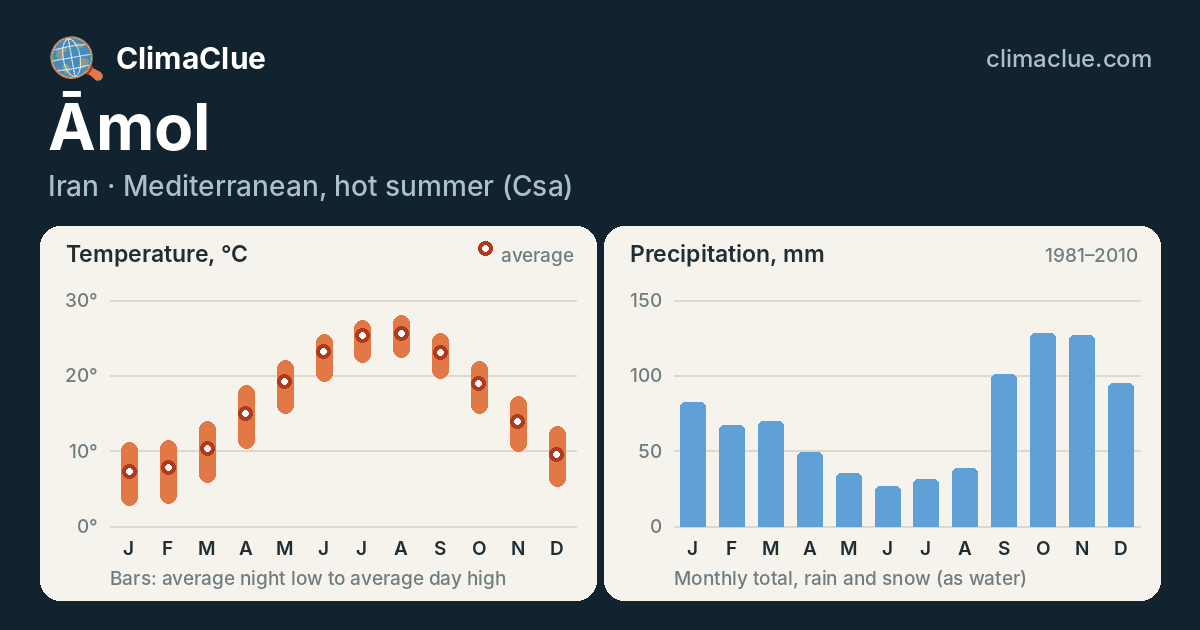 ClimaClue
climaclue.com
Āmol
Iran · Mediterranean, hot summer (Csa)
Temperature, °C
average
30°
20°
10°
0°
J F M A M J J A S O N D
Bars: average night low to average day high
Precipitation, mm
1981–2010
150
100
50
0
J F M A M J J A S O N D
Monthly total, rain and snow (as water)